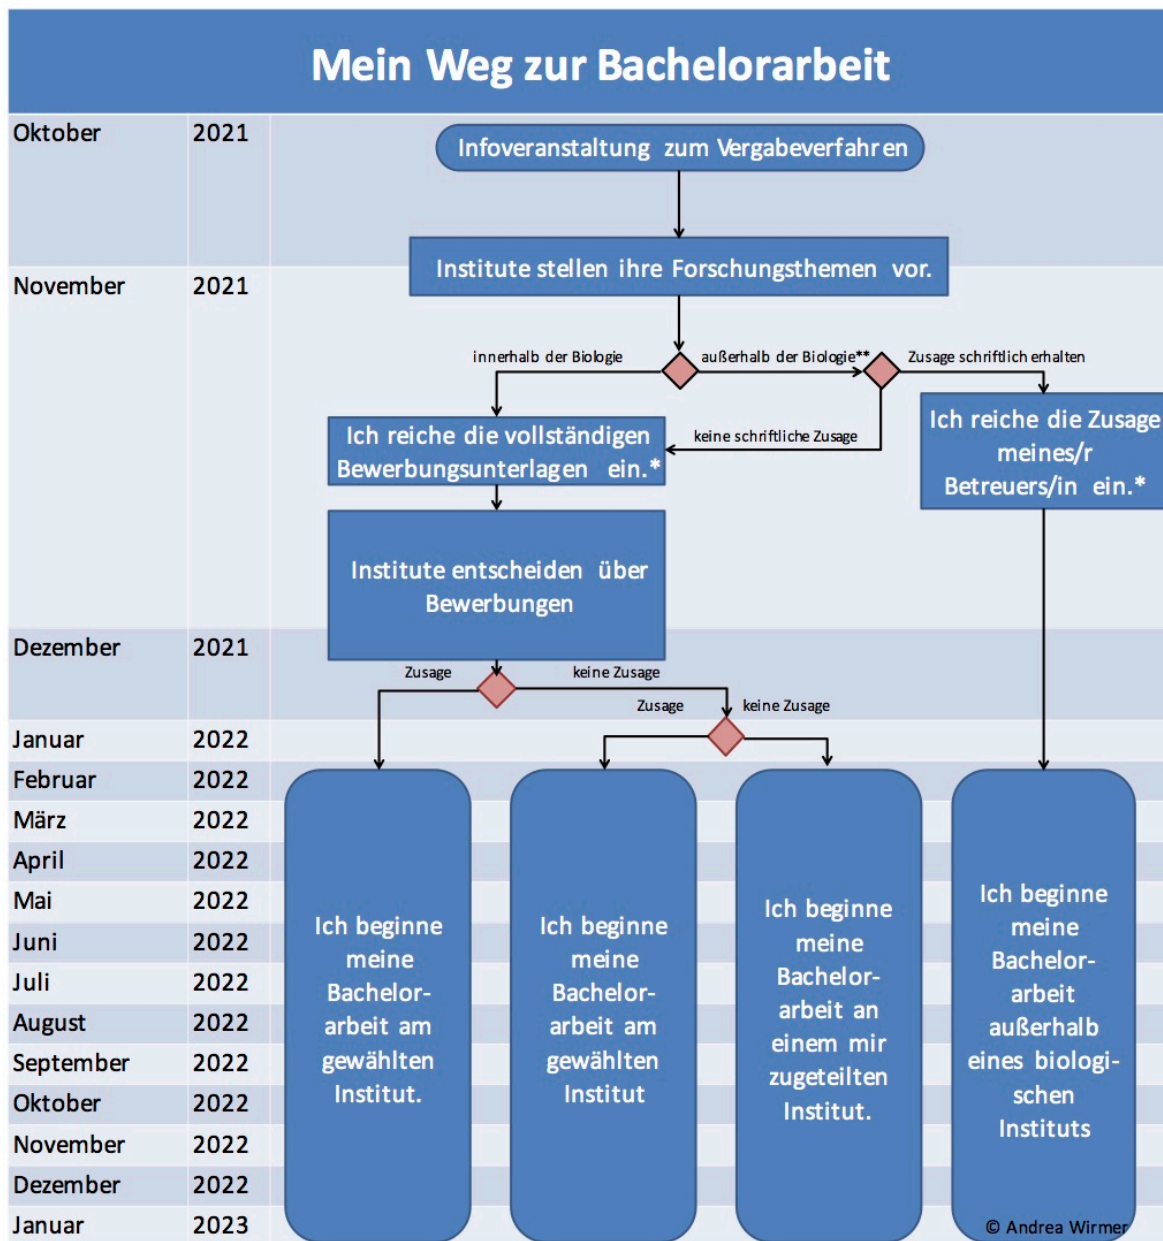 Mein Weg zur Bachelorarbeit
Oktober 2021
Infoveranstaltung zum Vergabeverfahren
Institute stellen ihre Forschungsthemen vor.
November 2021
innerhalb der Biologie
außerhalb der Biologie**
Zusage schriftlich erhalten
Ich reiche die vollständigen
Bewerbungsunterlagen ein.*
keine schriftliche Zusage
Ich reiche die Zusage
meines/r
Betreuers/in ein.*
Institute entscheiden über
Bewerbungen
Dezember 2021
Zusage
keine Zusage
Zusage
keine Zusage
Januar 2022
Februar 2022
März 2022
April 2022
Mai 2022
Juni 2022
Juli 2022
August 2022
September 2022
Oktober 2022
November 2022
Dezember 2022
Januar 2023
Ich beginne
meine
Bachelor-
arbeit am
gewählten
Institut.
Ich beginne
meine
Bachelor-
arbeit am
gewählten
Institut
Ich beginne
meine
Bachelor-
arbeit an
einem mir
zugeteilten
Institut.
Ich beginne
meine
Bachelor-
arbeit
außerhalb
eines biologi-
schen
Instituts
© Andrea Wirmer